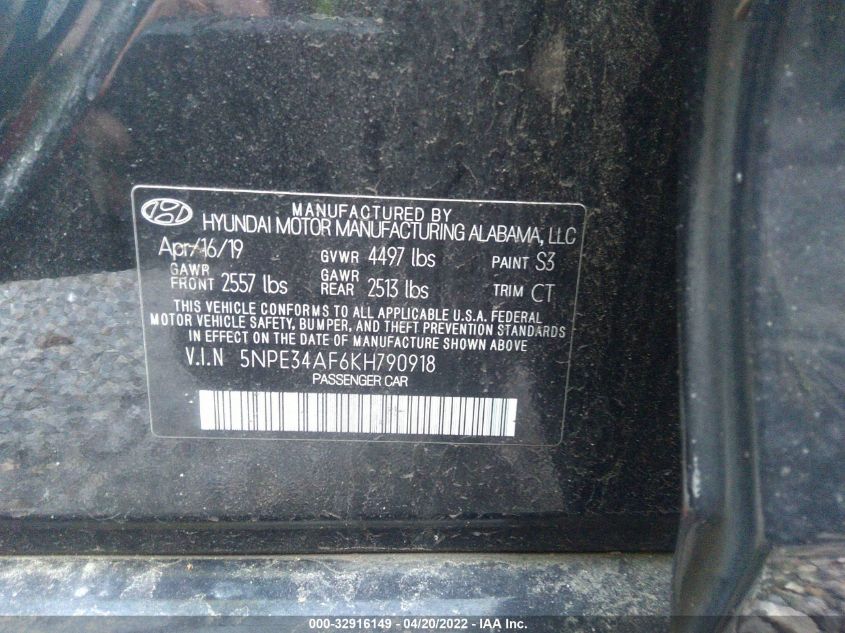 MANUFACTURED BY
HYUNDAI MOTOR MANUFACTURING ALABAMA, LLC
Apr/16/19 GVWR 4497 lbs PAINT S3
GAWR FRONT 2557 lbs GAWR REAR 2513 lbs TRIM CT
THIS VEHICLE CONFORMS TO ALL APPLICABLE U.S.A. FEDERAL
MOTOR VEHICLE SAFETY, BUMPER, AND THEFT PREVENTION STANDARDS
IN EFFECT ON THE DATE OF MANUFACTURE SHOWN ABOVE
V.I.N 5NPE34AF6KH790918
PASSENGER CAR
000-32916149 - 04/20/2022 - IAA Inc.